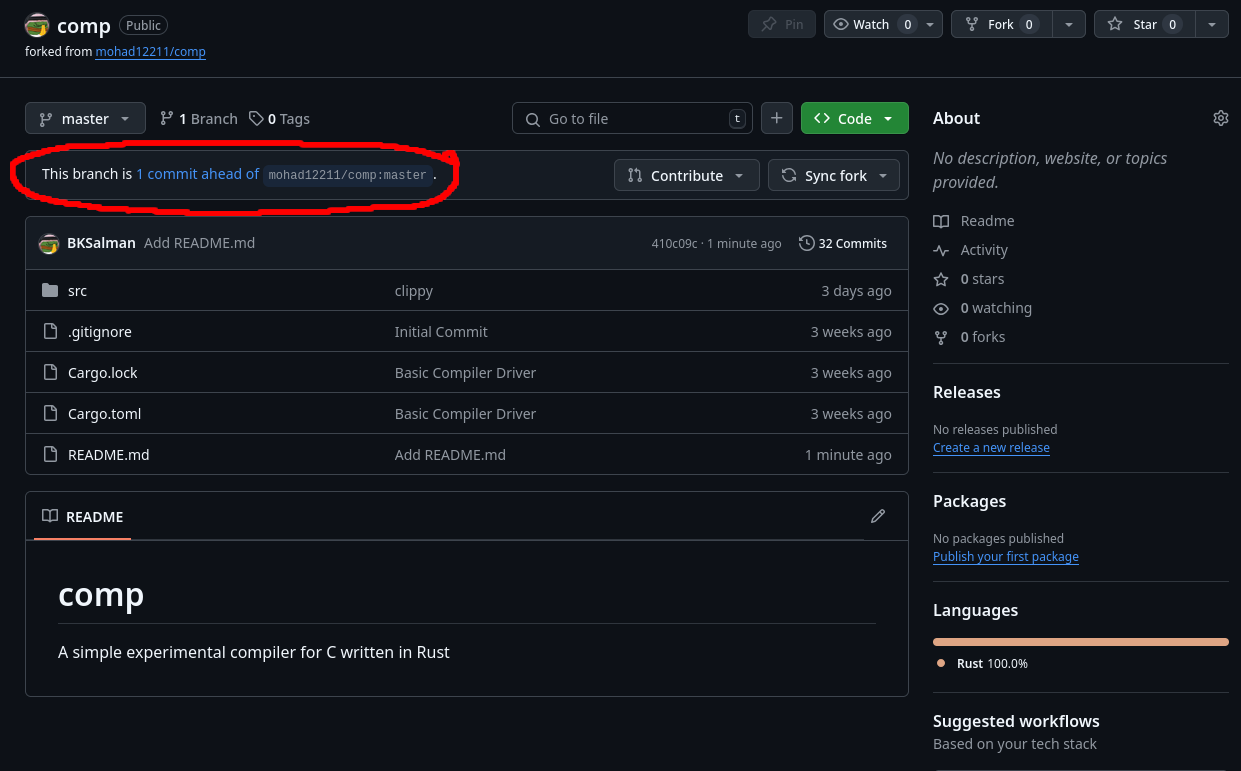 comp Public Pin Watch 0 Fork 0 Star 0
forked from mohad12211/comp
master 1 Branch 0 Tags Go to file t Code
This branch is 1 commit ahead of mohad12211/comp:master.
Contribute Sync fork
BKSalman Add README.md 410c09c · 1 minute ago 32 Commits
src clippy 3 days ago
.gitignore Initial Commit 3 weeks ago
Cargo.lock Basic Compiler Driver 3 weeks ago
Cargo.toml Basic Compiler Driver 3 weeks ago
README.md Add README.md 1 minute ago
README
comp
A simple experimental compiler for C written in Rust
About
No description, website, or topics
provided.
Readme
Activity
0 stars
0 watching
0 forks
Releases
No releases published
Create a new release
Packages
No packages published
Publish your first package
Languages
Rust 100.0%
Suggested workflows
Based on your tech stack